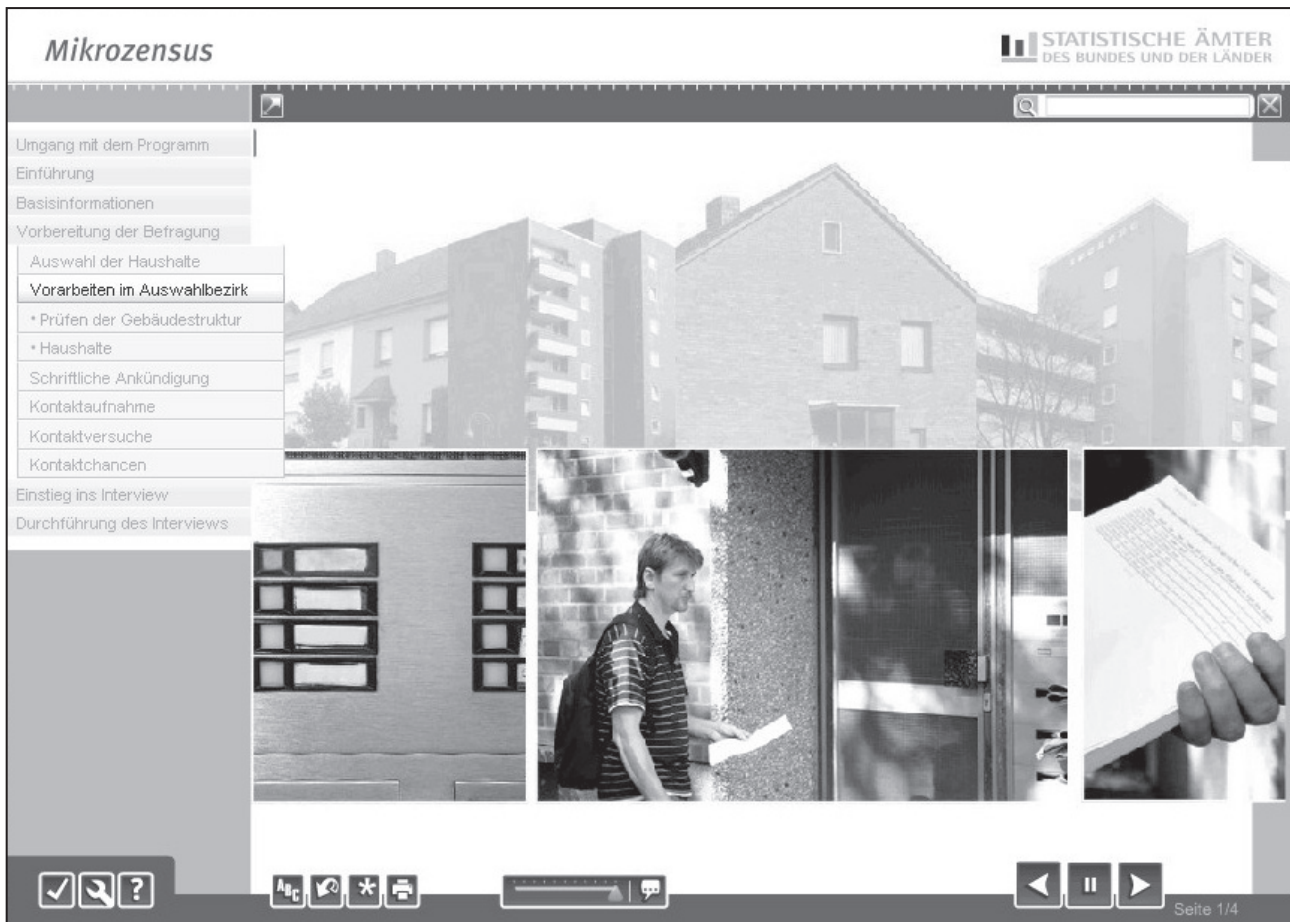 Mikrozensus
STATISTISCHE ÄMTER
DES BUNDES UND DER LÄNDER
Umgang mit dem Programm
Einführung
Basisinformationen
Vorbereitung der Befragung
Auswahl der Haushalte
Vorarbeiten im Auswahlbezirk
• Prüfen der Gebäudestruktur
• Haushalte
Schriftliche Ankündigung
Kontaktaufnahme
Kontaktversuche
Kontaktchancen
Einstieg ins Interview
Durchführung des Interviews
?
ABC
*
Seite 1/4